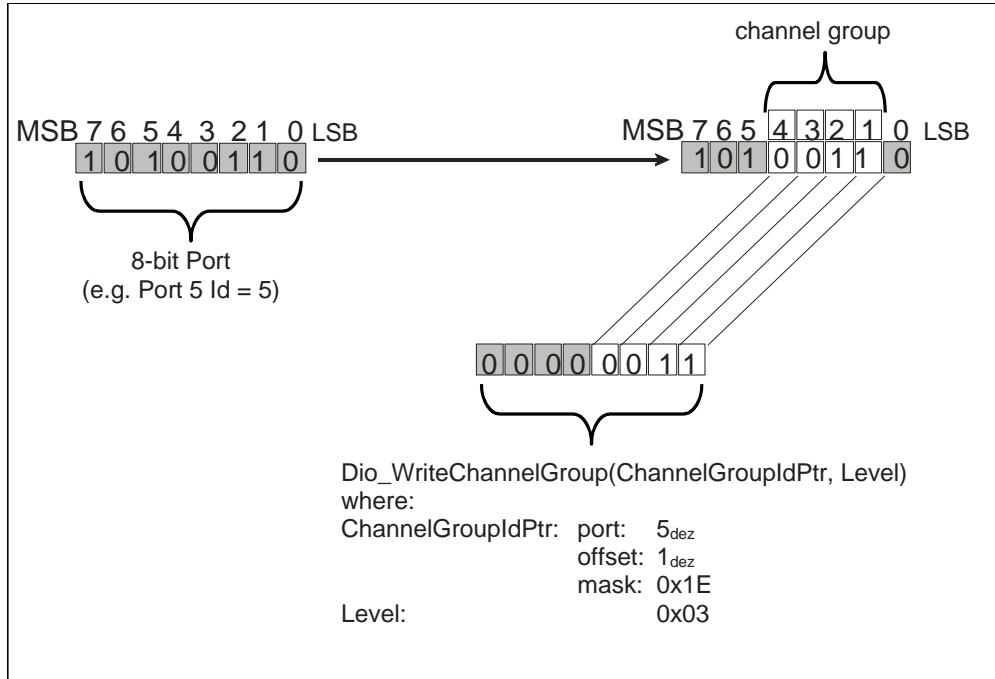 channel group
MSB 7 6 5 4 3 2 1 0 LSB
1 0 1 0 0 1 1 0
MSB 7 6 5 4 3 2 1 0 LSB
1 0 1 0 0 1 1 0
8-bit Port
(e.g. Port 5 Id = 5)
0 0 0 0 0 0 1 1
Dio_WriteChannelGroup(ChannelGroupIdPtr, Level)
where:
ChannelGroupIdPtr: port: 5dez
offset: 1dez
mask: 0x1E
Level: 0x03